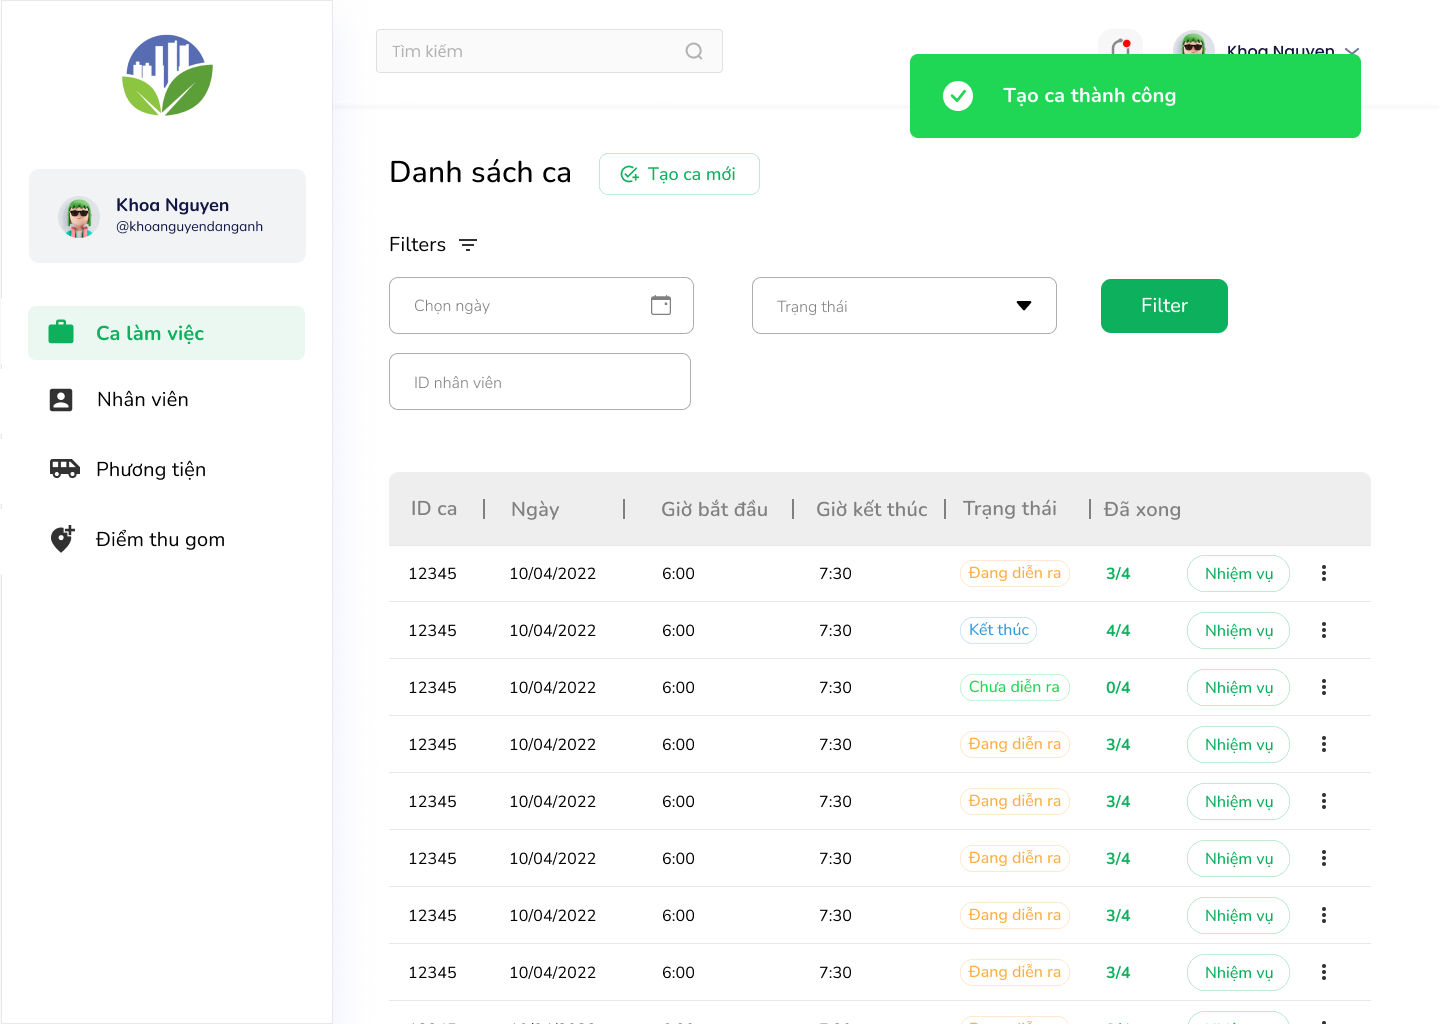 Tìm kiếm
Khoa Nguyen
Tạo ca thành công
Khoa Nguyen
@khoanguyendanganh
Ca làm việc
Nhân viên
Phương tiện
Điểm thu gom
Danh sách ca
Tạo ca mới
Filters
Chọn ngày
Trạng thái
Filter
ID nhân viên
ID ca | Ngày | Giờ bắt đầu | Giờ kết thúc | Trạng thái | Đã xong
12345 10/04/2022 6:00 7:30 Đang diễn ra 3/4 Nhiệm vụ
12345 10/04/2022 6:00 7:30 Kết thúc 4/4 Nhiệm vụ
12345 10/04/2022 6:00 7:30 Chưa diễn ra 0/4 Nhiệm vụ
12345 10/04/2022 6:00 7:30 Đang diễn ra 3/4 Nhiệm vụ
12345 10/04/2022 6:00 7:30 Đang diễn ra 3/4 Nhiệm vụ
12345 10/04/2022 6:00 7:30 Đang diễn ra 3/4 Nhiệm vụ
12345 10/04/2022 6:00 7:30 Đang diễn ra 3/4 Nhiệm vụ
12345 10/04/2022 6:00 7:30 Đang diễn ra 3/4 Nhiệm vụ